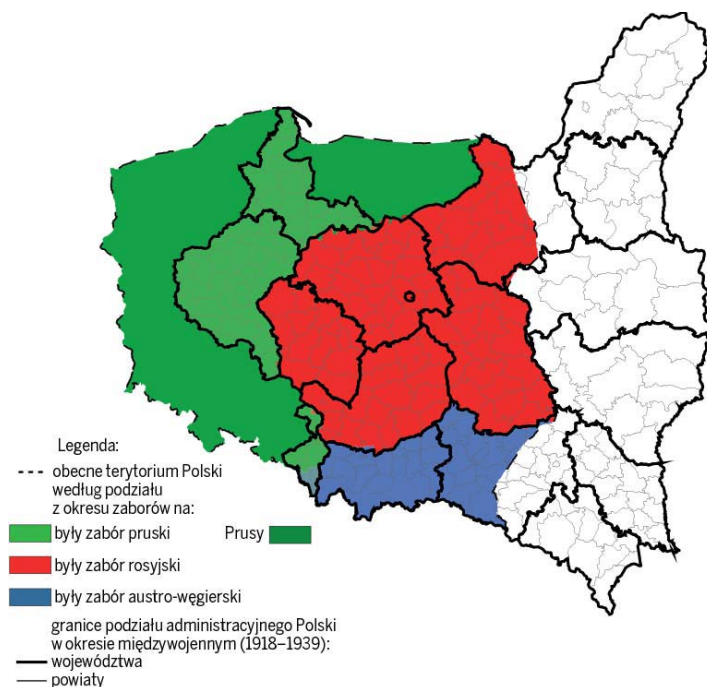 Legenda:
obecne terytorium Polski
według podziału
z okresu zaborów na:
były zabór pruski
Prusy
były zabór rosyjski
były zabór austro-węgierski
granice podziału administracyjnego Polski
w okresie międzywojennym (1918–1939):
województwa
powiaty